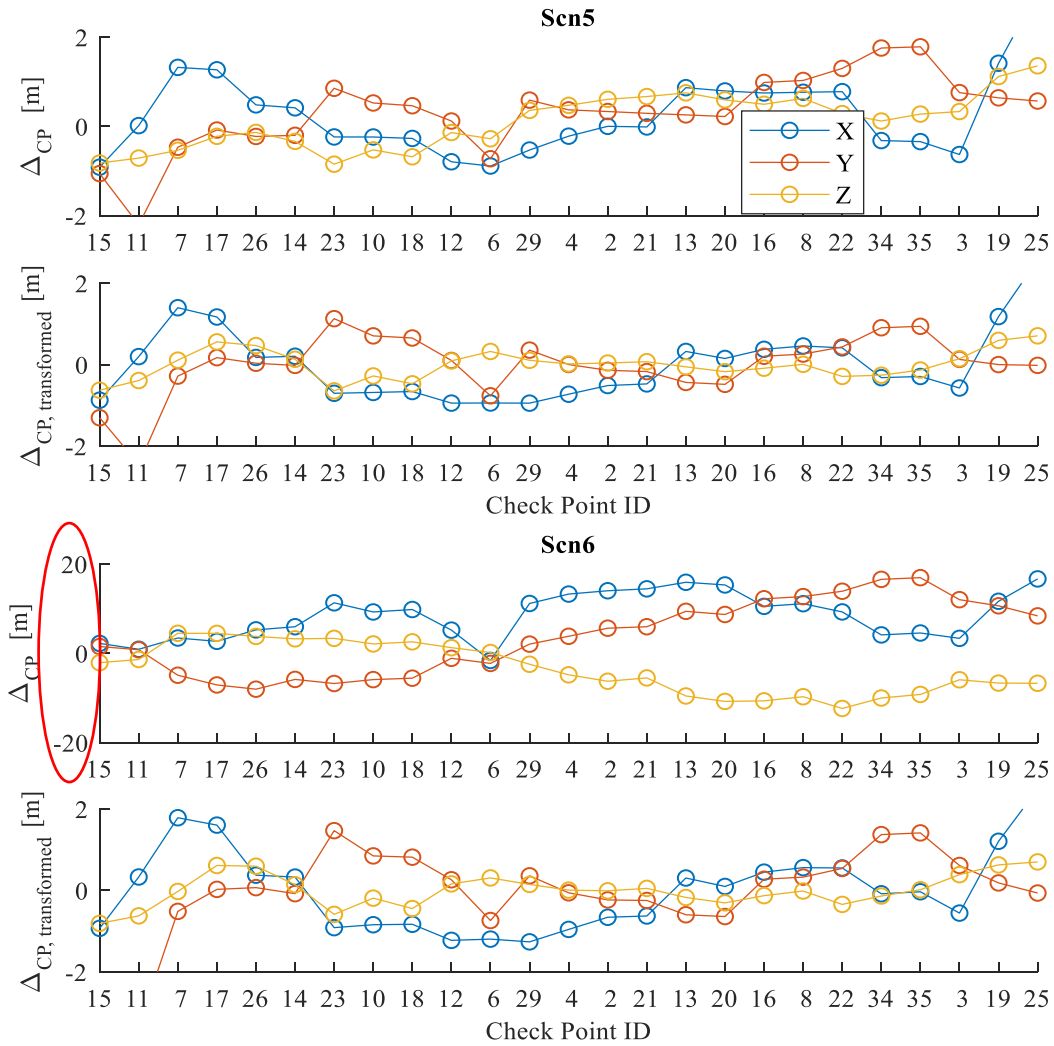 Scn5
2
0
-2
Δ_CP [m]
X
Y
Z
15 11 7 17 26 14 23 10 18 12 6 29 4 2 21 13 20 16 8 22 34 35 3 19 25
2
0
-2
Δ_CP, transformed [m]
15 11 7 17 26 14 23 10 18 12 6 29 4 2 21 13 20 16 8 22 34 35 3 19 25
Check Point ID
Scn6
20
0
-20
Δ_CP [m]
15 11 7 17 26 14 23 10 18 12 6 29 4 2 21 13 20 16 8 22 34 35 3 19 25
2
0
-2
Δ_CP, transformed [m]
15 11 7 17 26 14 23 10 18 12 6 29 4 2 21 13 20 16 8 22 34 35 3 19 25
Check Point ID